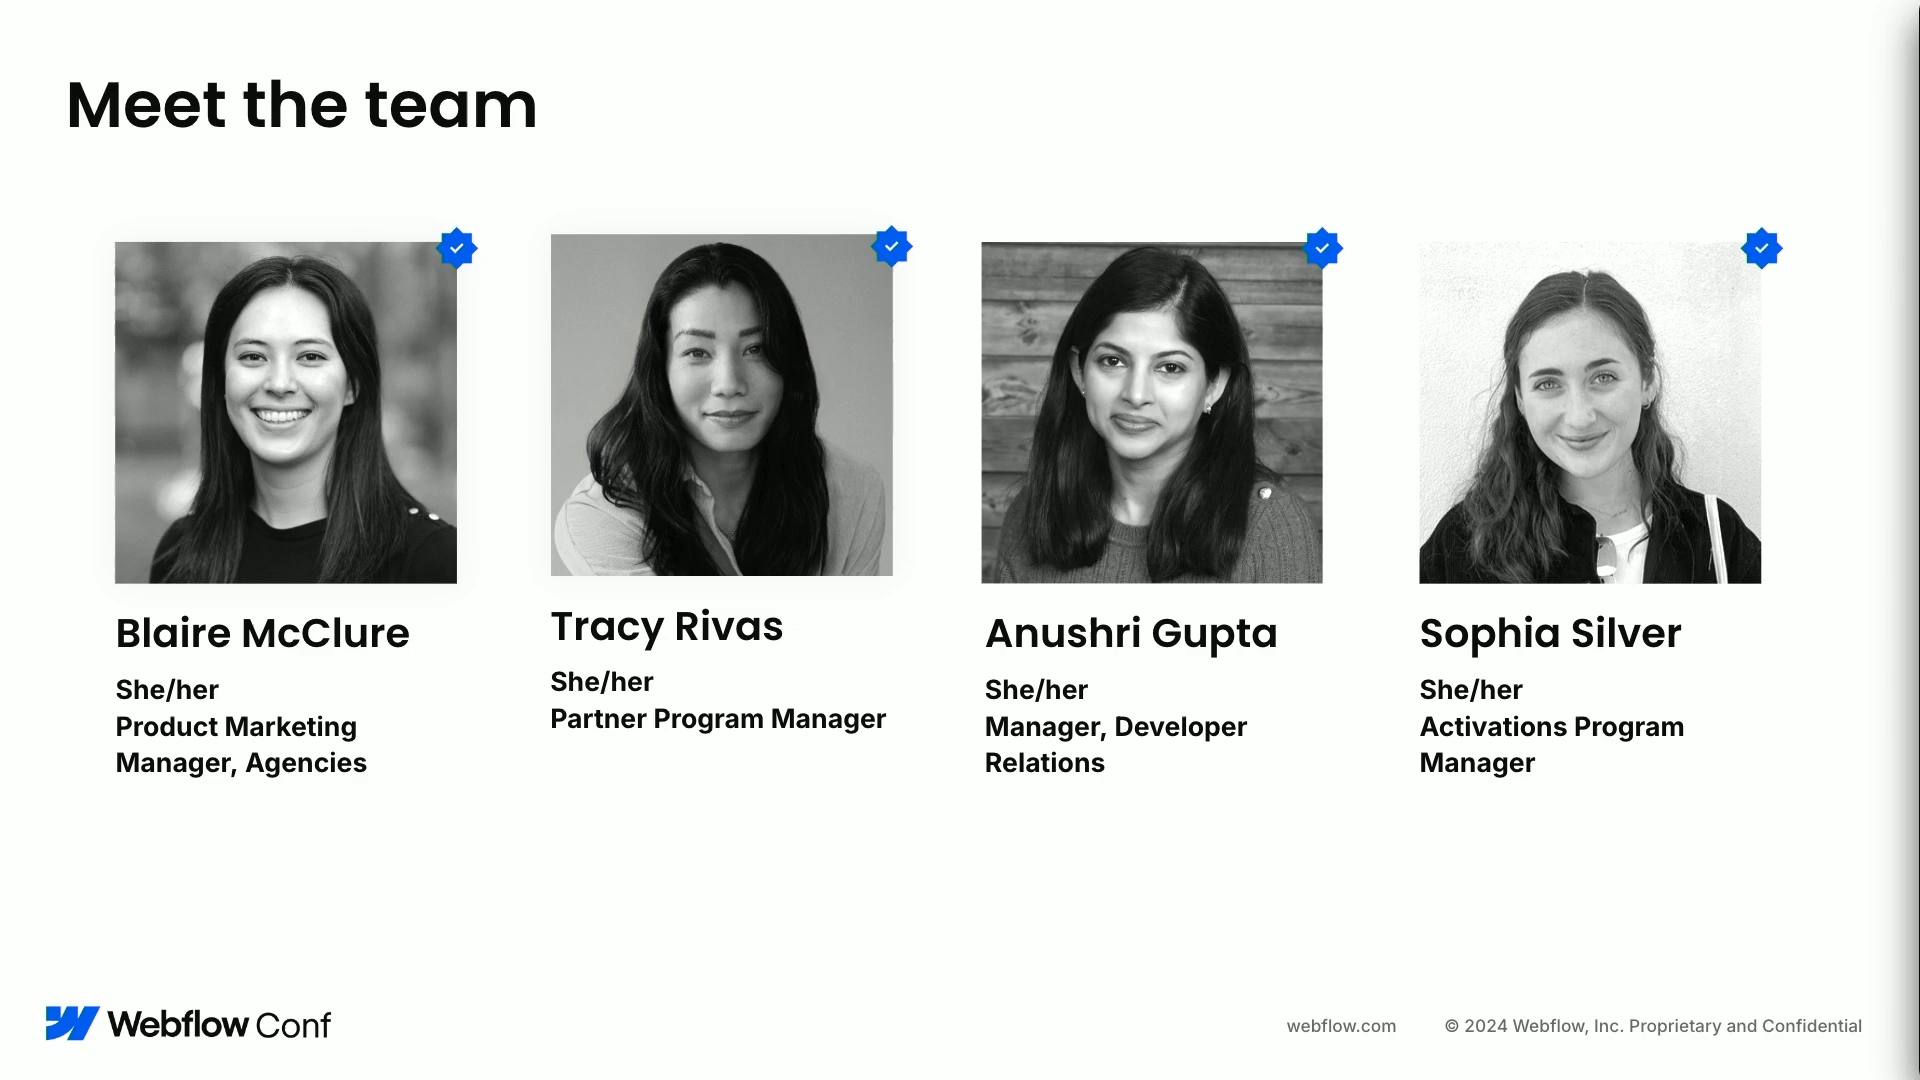 Meet the team
Blaire McClure
She/her
Product Marketing
Manager, Agencies
Tracy Rivas
She/her
Partner Program Manager
Anushri Gupta
She/her
Manager, Developer
Relations
Sophia Silver
She/her
Activations Program
Manager
Webflow Conf
webflow.com
© 2024 Webflow, Inc. Proprietary and Confidential